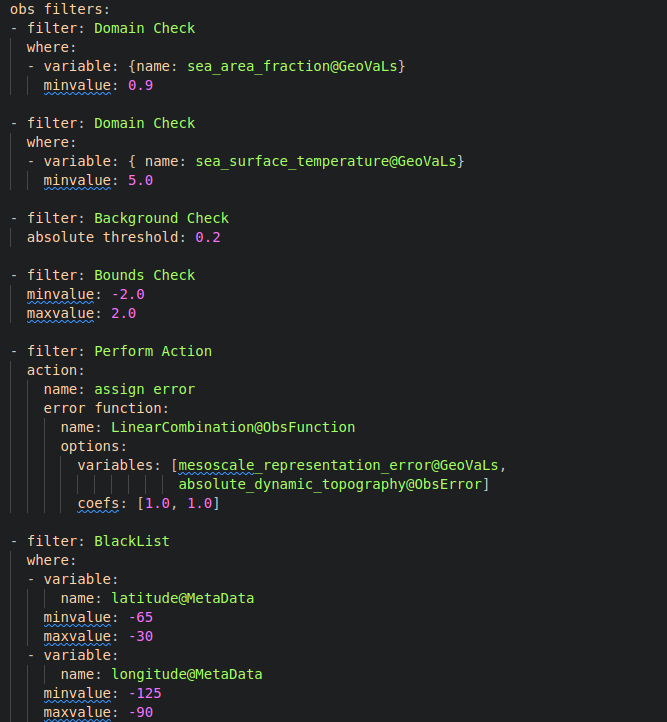 obs filters:
- filter: Domain Check
  where:
  - variable: {name: sea_area_fraction@GeoVaLs}
    minvalue: 0.9

- filter: Domain Check
  where:
  - variable: { name: sea_surface_temperature@GeoVaLs}
    minvalue: 5.0

- filter: Background Check
  absolute threshold: 0.2

- filter: Bounds Check
  minvalue: -2.0
  maxvalue: 2.0

- filter: Perform Action
  action:
    name: assign error
    error function:
      name: LinearCombination@ObsFunction
      options:
        variables: [mesoscale_representation_error@GeoVaLs,
                    absolute_dynamic_topography@ObsError]
        coefs: [1.0, 1.0]

- filter: BlackList
  where:
  - variable:
      name: latitude@MetaData
    minvalue: -65
    maxvalue: -30
  - variable:
      name: longitude@MetaData
    minvalue: -125
    maxvalue: -90